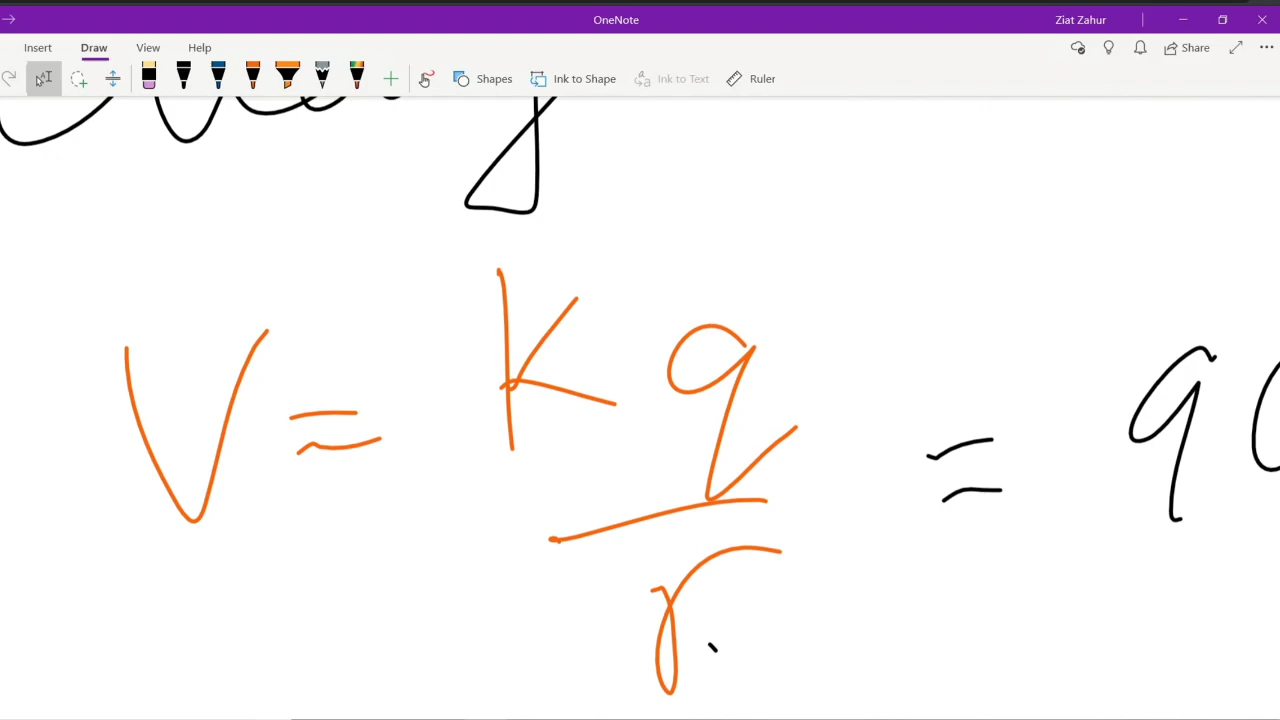 OneNote
Ziat Zahur
Insert Draw View Help
Share
Shapes Ink to Shape Ink to Text Ruler
V = kq/r = 9